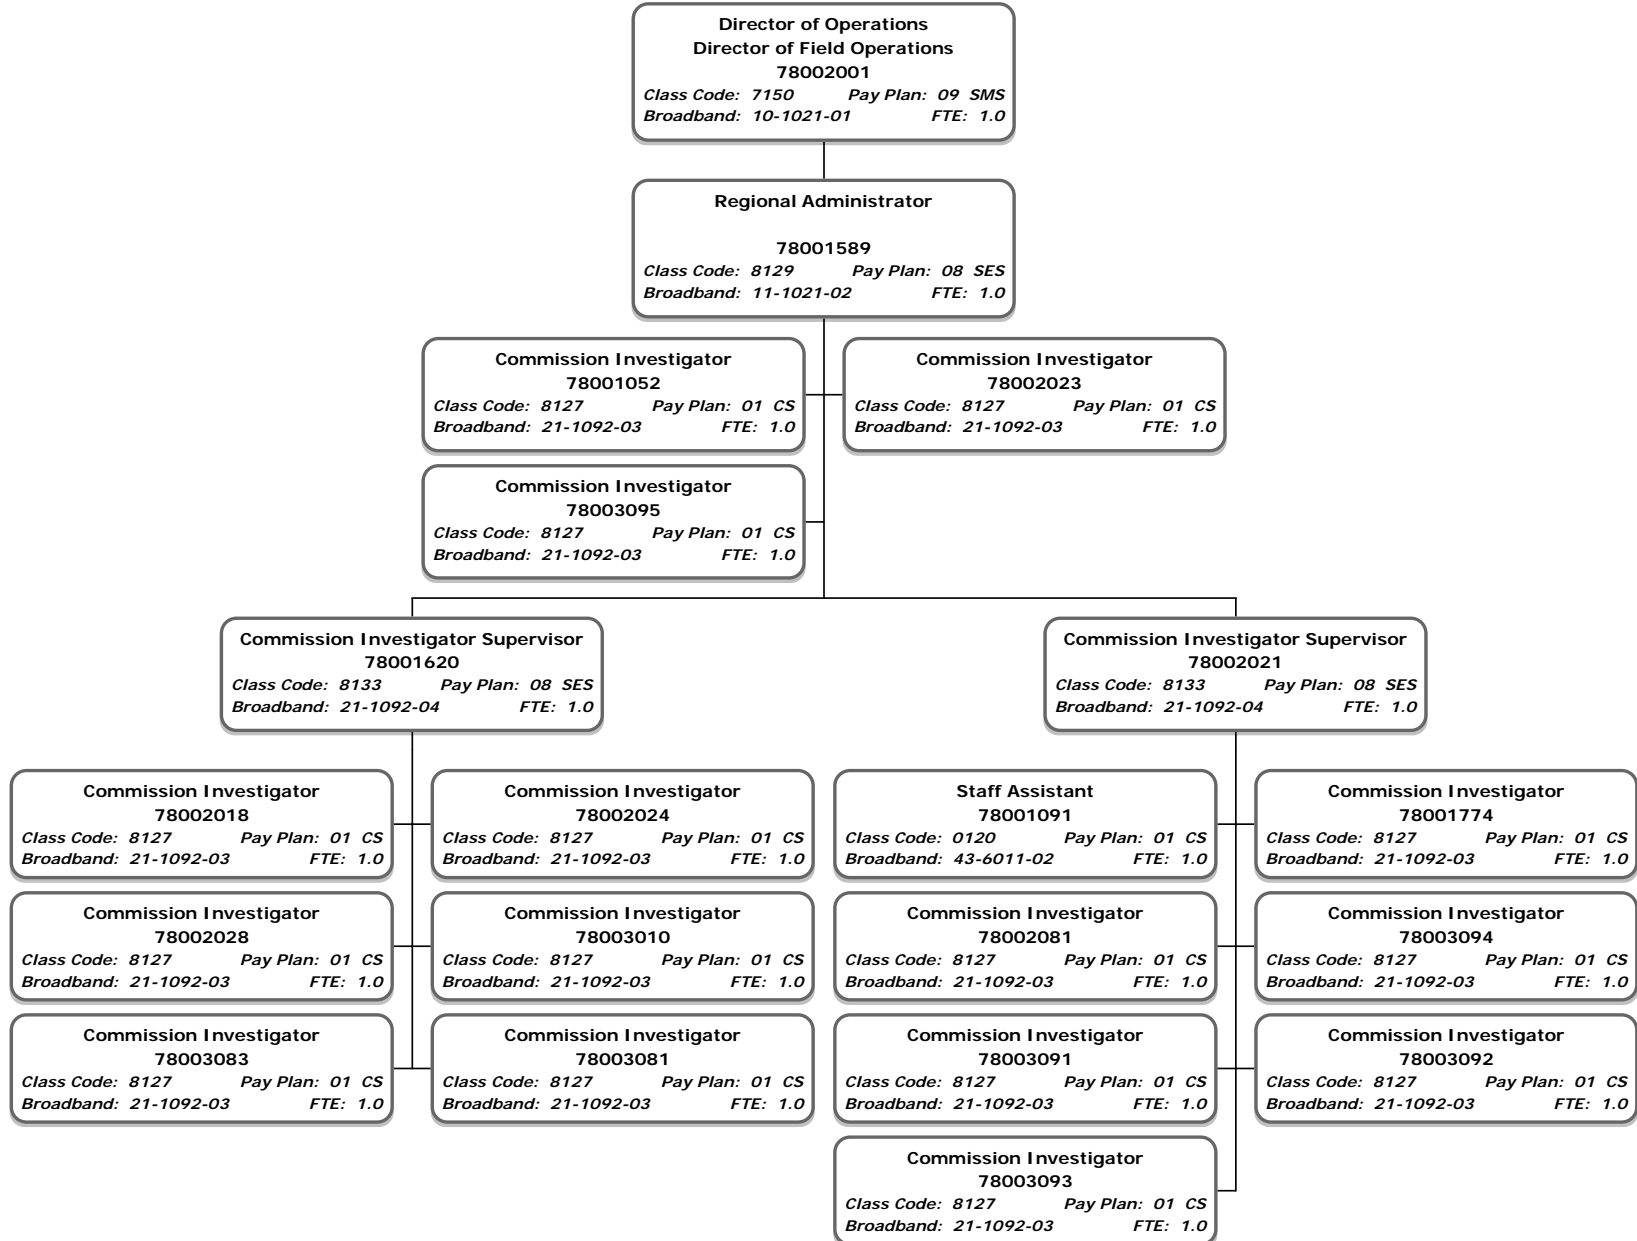 Director of Operations
Director of Field Operations
78002001
Class Code: 7150 Pay Plan: 09 SMS
Broadband: 10-1021-01 FTE: 1.0
Regional Administrator
78001589
Class Code: 8129 Pay Plan: 08 SES
Broadband: 11-1021-02 FTE: 1.0
Commission Investigator
78001052
Class Code: 8127 Pay Plan: 01 CS
Broadband: 21-1092-03 FTE: 1.0
Commission Investigator
78002023
Class Code: 8127 Pay Plan: 01 CS
Broadband: 21-1092-03 FTE: 1.0
Commission Investigator
78003095
Class Code: 8127 Pay Plan: 01 CS
Broadband: 21-1092-03 FTE: 1.0
Commission Investigator Supervisor
78001620
Class Code: 8133 Pay Plan: 08 SES
Broadband: 21-1092-04 FTE: 1.0
Commission Investigator Supervisor
78002021
Class Code: 8133 Pay Plan: 08 SES
Broadband: 21-1092-04 FTE: 1.0
Commission Investigator
78002018
Class Code: 8127 Pay Plan: 01 CS
Broadband: 21-1092-03 FTE: 1.0
Commission Investigator
78002024
Class Code: 8127 Pay Plan: 01 CS
Broadband: 21-1092-03 FTE: 1.0
Staff Assistant
78001091
Class Code: 0120 Pay Plan: 01 CS
Broadband: 43-6011-02 FTE: 1.0
Commission Investigator
78001774
Class Code: 8127 Pay Plan: 01 CS
Broadband: 21-1092-03 FTE: 1.0
Commission Investigator
78002028
Class Code: 8127 Pay Plan: 01 CS
Broadband: 21-1092-03 FTE: 1.0
Commission Investigator
78003010
Class Code: 8127 Pay Plan: 01 CS
Broadband: 21-1092-03 FTE: 1.0
Commission Investigator
78002081
Class Code: 8127 Pay Plan: 01 CS
Broadband: 21-1092-03 FTE: 1.0
Commission Investigator
78003094
Class Code: 8127 Pay Plan: 01 CS
Broadband: 21-1092-03 FTE: 1.0
Commission Investigator
78003083
Class Code: 8127 Pay Plan: 01 CS
Broadband: 21-1092-03 FTE: 1.0
Commission Investigator
78003081
Class Code: 8127 Pay Plan: 01 CS
Broadband: 21-1092-03 FTE: 1.0
Commission Investigator
78003091
Class Code: 8127 Pay Plan: 01 CS
Broadband: 21-1092-03 FTE: 1.0
Commission Investigator
78003092
Class Code: 8127 Pay Plan: 01 CS
Broadband: 21-1092-03 FTE: 1.0
Commission Investigator
78003093
Class Code: 8127 Pay Plan: 01 CS
Broadband: 21-1092-03 FTE: 1.0